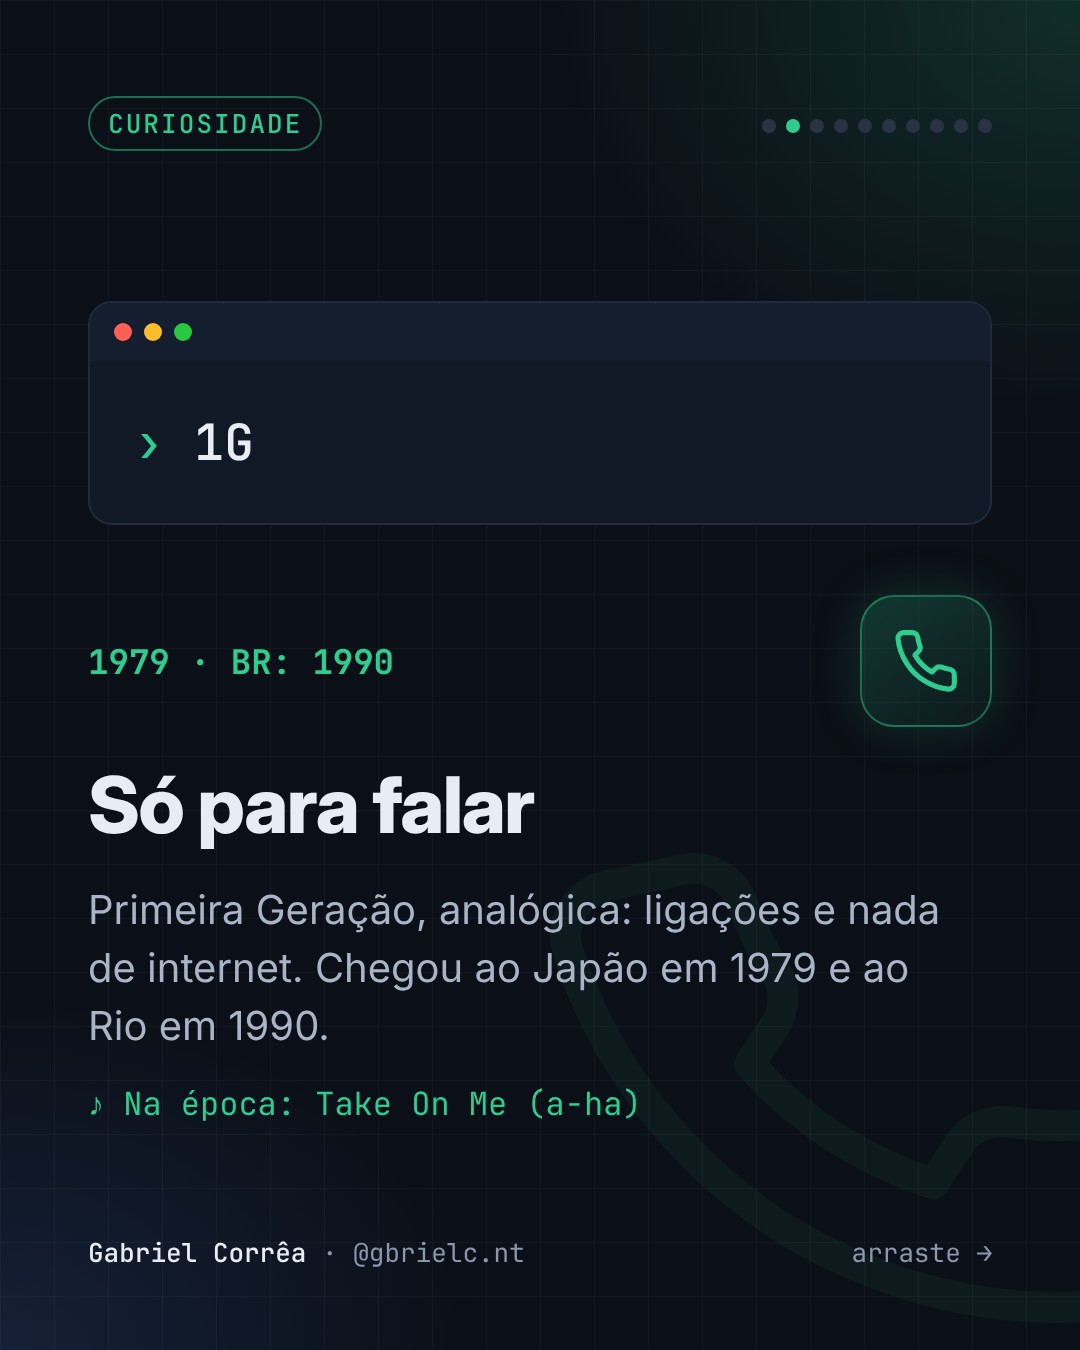 CURIOSIDADE
› 1G
1979 · BR: 1990
Só para falar
Primeira Geração, analógica: ligações e nada
de internet. Chegou ao Japão em 1979 e ao
Rio em 1990.
♪ Na época: Take On Me (a-ha)
Gabriel Corrêa · @gbrielc.nt
arraste →